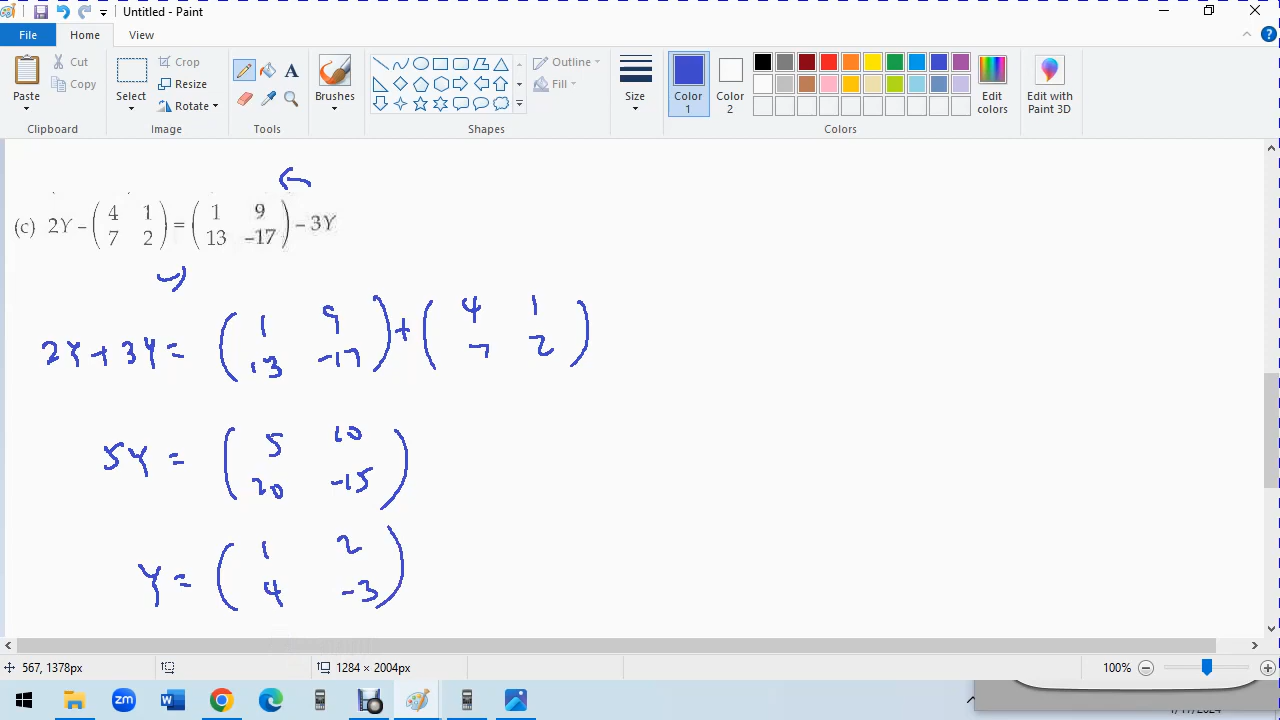 Untitled - Paint
File Home View
Paste
Cut
Copy
Clipboard
Select
Crop
Resize
Rotate
Image
A
Tools
Brushes
Outline
Fill
Shapes
Size
Color 1
Color 2
Edit colors
Edit with Paint 3D
Colors
(c) 2Y – ( 4 1 ; 7 2 ) = ( 1 9 ; 13 –17 ) – 3Y
2Y + 3Y = ( 1 9 ; 13 -17 ) + ( 4 1 ; 7 2 )
5Y = ( 5 10 ; 20 -15 )
Y = ( 1 2 ; 4 -3 )
567, 1378px
1284 × 2004px
100%
zm
W